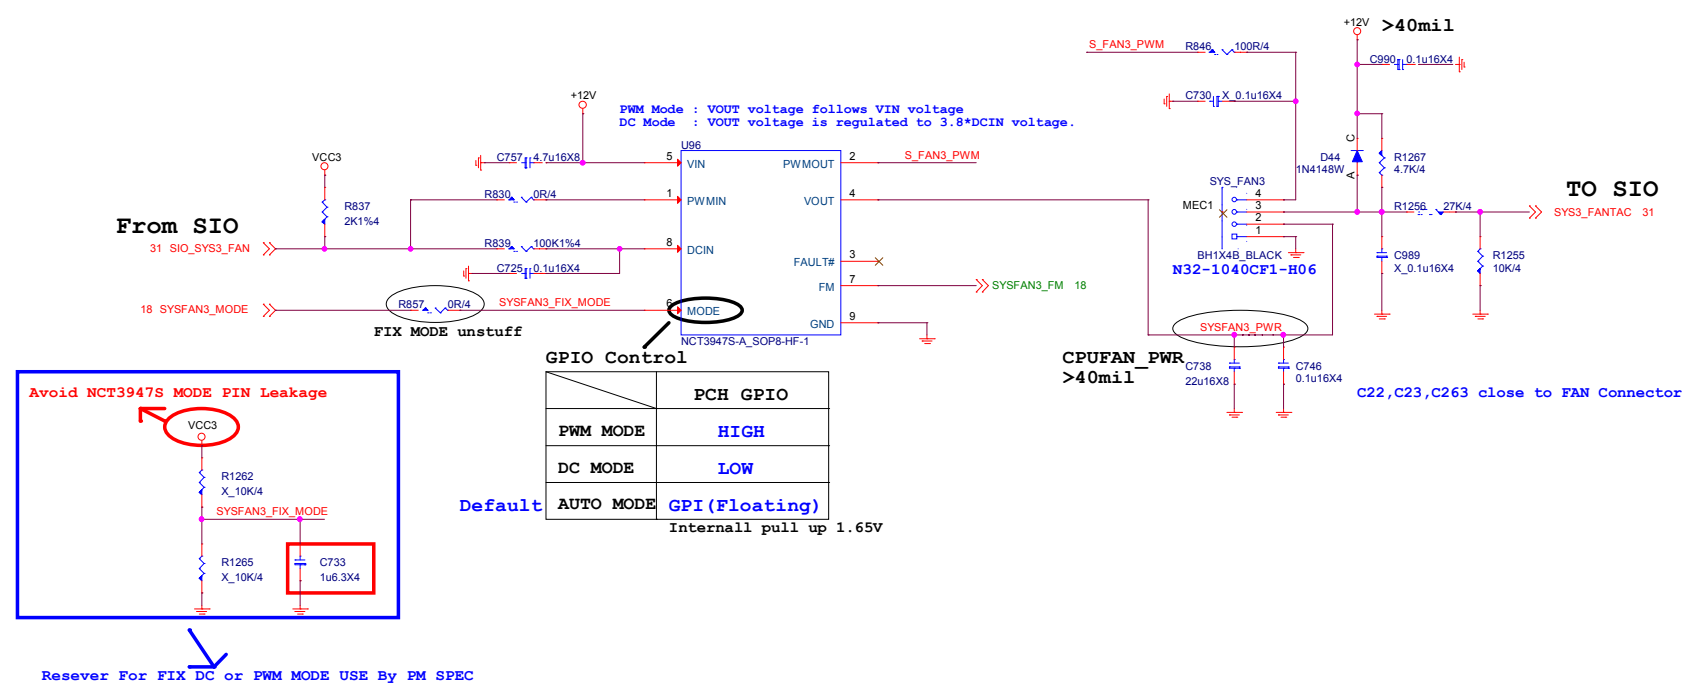 +12V
>40mil
S_FAN3_PWM
R846
100R/4
C990
0.1u16X4
+12V
C730
X_0.1u16X4
PWM Mode : VOUT voltage follows VIN voltage
DC Mode  : VOUT voltage is regulated to 3.8*DCIN voltage.
U96
VCC3
C757
4.7u16X8
5
VIN
PWMOUT
2
S_FAN3_PWM
C
D44
1N4148W
A
R1267
4.7K/4
R830
0R/4
1
PWMIN
VOUT
4
SYS_FAN3
MEC1
4
3
2
1
TO SIO
R837
2K1%4
R1256
27K/4
SYS3_FANTAC 31
From SIO
31 SIO_SYS3_FAN
R839
100K1%4
8
DCIN
FAULT#
3
BH1X4B_BLACK
N32-1040CF1-H06
C989
X_0.1u16X4
R1255
10K/4
C725
0.1u16X4
FM
7
SYSFAN3_FM 18
18 SYSFAN3_MODE
R857
0R/4
SYSFAN3_FIX_MODE
6
MODE
GND
9
FIX MODE unstuff
NCT3947S-A_SOP8-HF-1
SYSFAN3_PWR
GPIO Control
CPUFAN_PWR
>40mil
C738
22u16X8
C746
0.1u16X4
C22,C23,C263 close to FAN Connector
PCH GPIO
PWM MODE
HIGH
DC MODE
LOW
Default
AUTO MODE
GPI(Floating)
Internall pull up 1.65V
Avoid NCT3947S MODE PIN Leakage
VCC3
R1262
X_10K/4
SYSFAN3_FIX_MODE
R1265
X_10K/4
C733
1u6.3X4
Resever For FIX DC or PWM MODE USE By PM SPEC